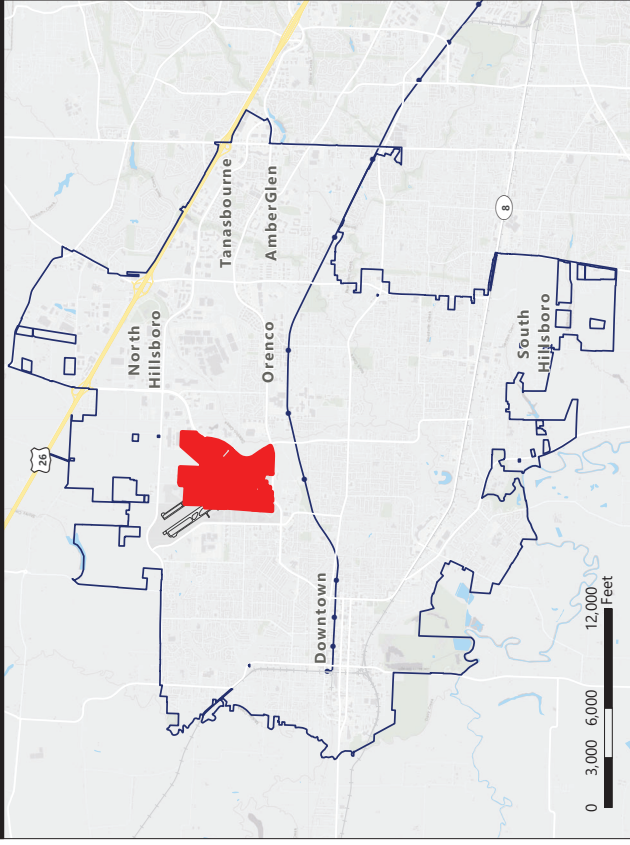 26
North
Hillsboro
Tanasbourne
AmberGlen
Orenco
Downtown
8
South
Hillsboro
0 3,000 6,000 12,000
Feet